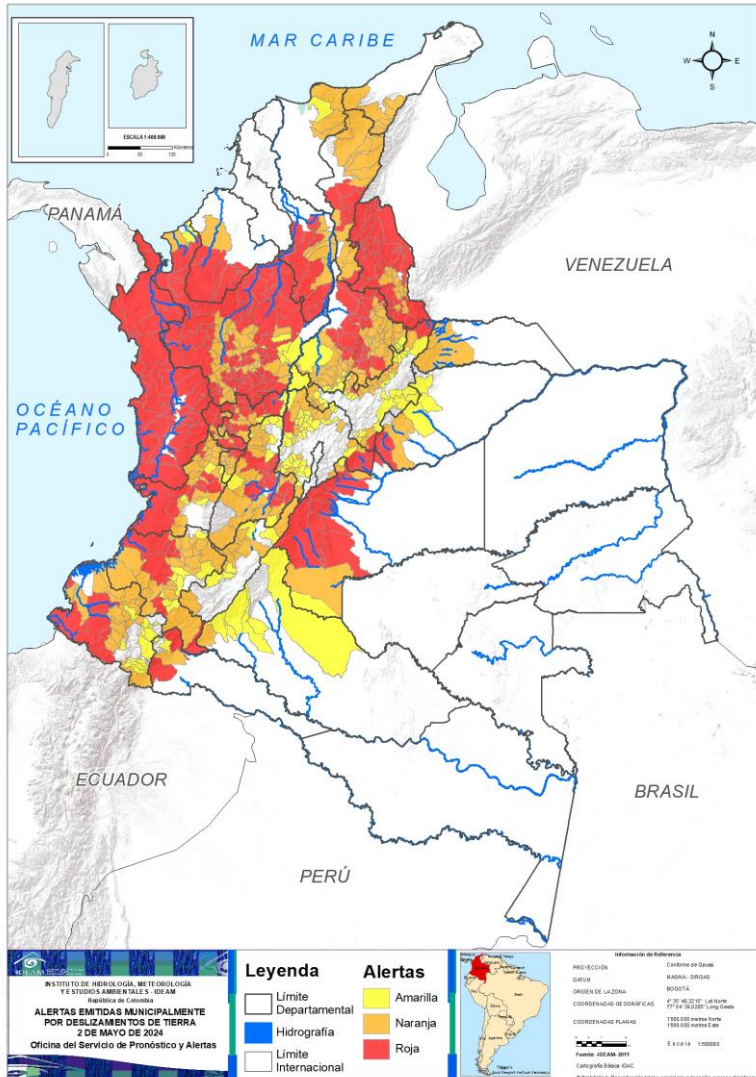 MAR CARIBE
N
W E
S
ESCALA 1:400.000
Kilómetros
PANAMÁ
VENEZUELA
OCÉANO
PACÍFICO
ECUADOR
BRASIL
PERÚ
IDEAM
INSTITUTO DE HIDROLOGÍA, METEOROLOGÍA
Y ESTUDIOS AMBIENTALES - IDEAM
República de Colombia
ALERTAS EMITIDAS MUNICIPALMENTE
POR DESLIZAMIENTOS DE TIERRA
2 DE MAYO DE 2024
Oficina del Servicio de Pronóstico y Alertas
Leyenda
Límite
Departamental
Hidrografía
Límite
Internacional
Alertas
Amarilla
Naranja
Roja
Información de Referencia
PROYECCIÓN Conforme de Gauss
DATUM MAGNA - SIRGAS
ORIGEN DE LA ZONA BOGOTÁ
COORDENADAS GEOGRÁFICAS
COORDENADAS PLANAS 1'000.000 metros Norte
1'000.000 metros Este
Fuente: IDEAM- 2011
Cartografía Básica IGAC